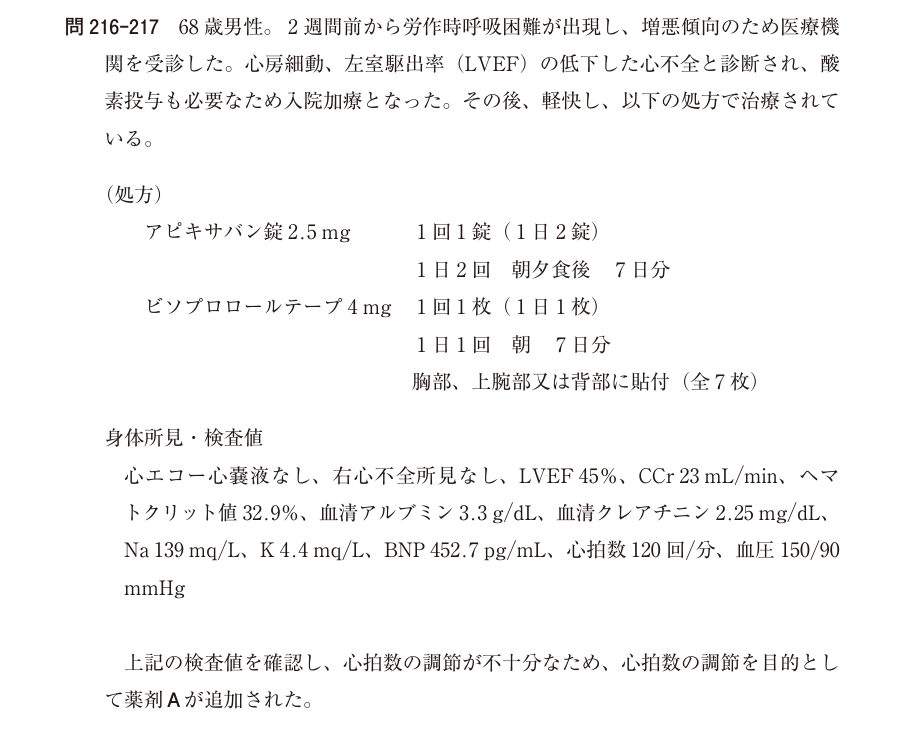 問 216-217　68 歳男性。2 週間前から労作時呼吸困難が出現し、増悪傾向のため医療機
関を受診した。心房細動、左室駆出率（LVEF）の低下した心不全と診断され、酸
素投与も必要なため入院加療となった。その後、軽快し、以下の処方で治療されて
いる。
（処方）
アピキサバン錠 2.5 mg　1 回 1 錠（1 日 2 錠）
1 日 2 回　朝夕食後　7 日分
ビソプロロールテープ 4 mg　1 回 1 枚（1 日 1 枚）
1 日 1 回　朝　7 日分
胸部、上腕部又は背部に貼付（全 7 枚）
身体所見・検査値
心エコー心嚢液なし、右心不全所見なし、LVEF 45%、CCr 23 mL/min、ヘマ
トクリット値 32.9%、血清アルブミン 3.3 g/dL、血清クレアチニン 2.25 mg/dL、
Na 139 mq/L、K 4.4 mq/L、BNP 452.7 pg/mL、心拍数 120 回/分、血圧 150/90
mmHg
上記の検査値を確認し、心拍数の調節が不十分なため、心拍数の調節を目的とし
て薬剤 A が追加された。